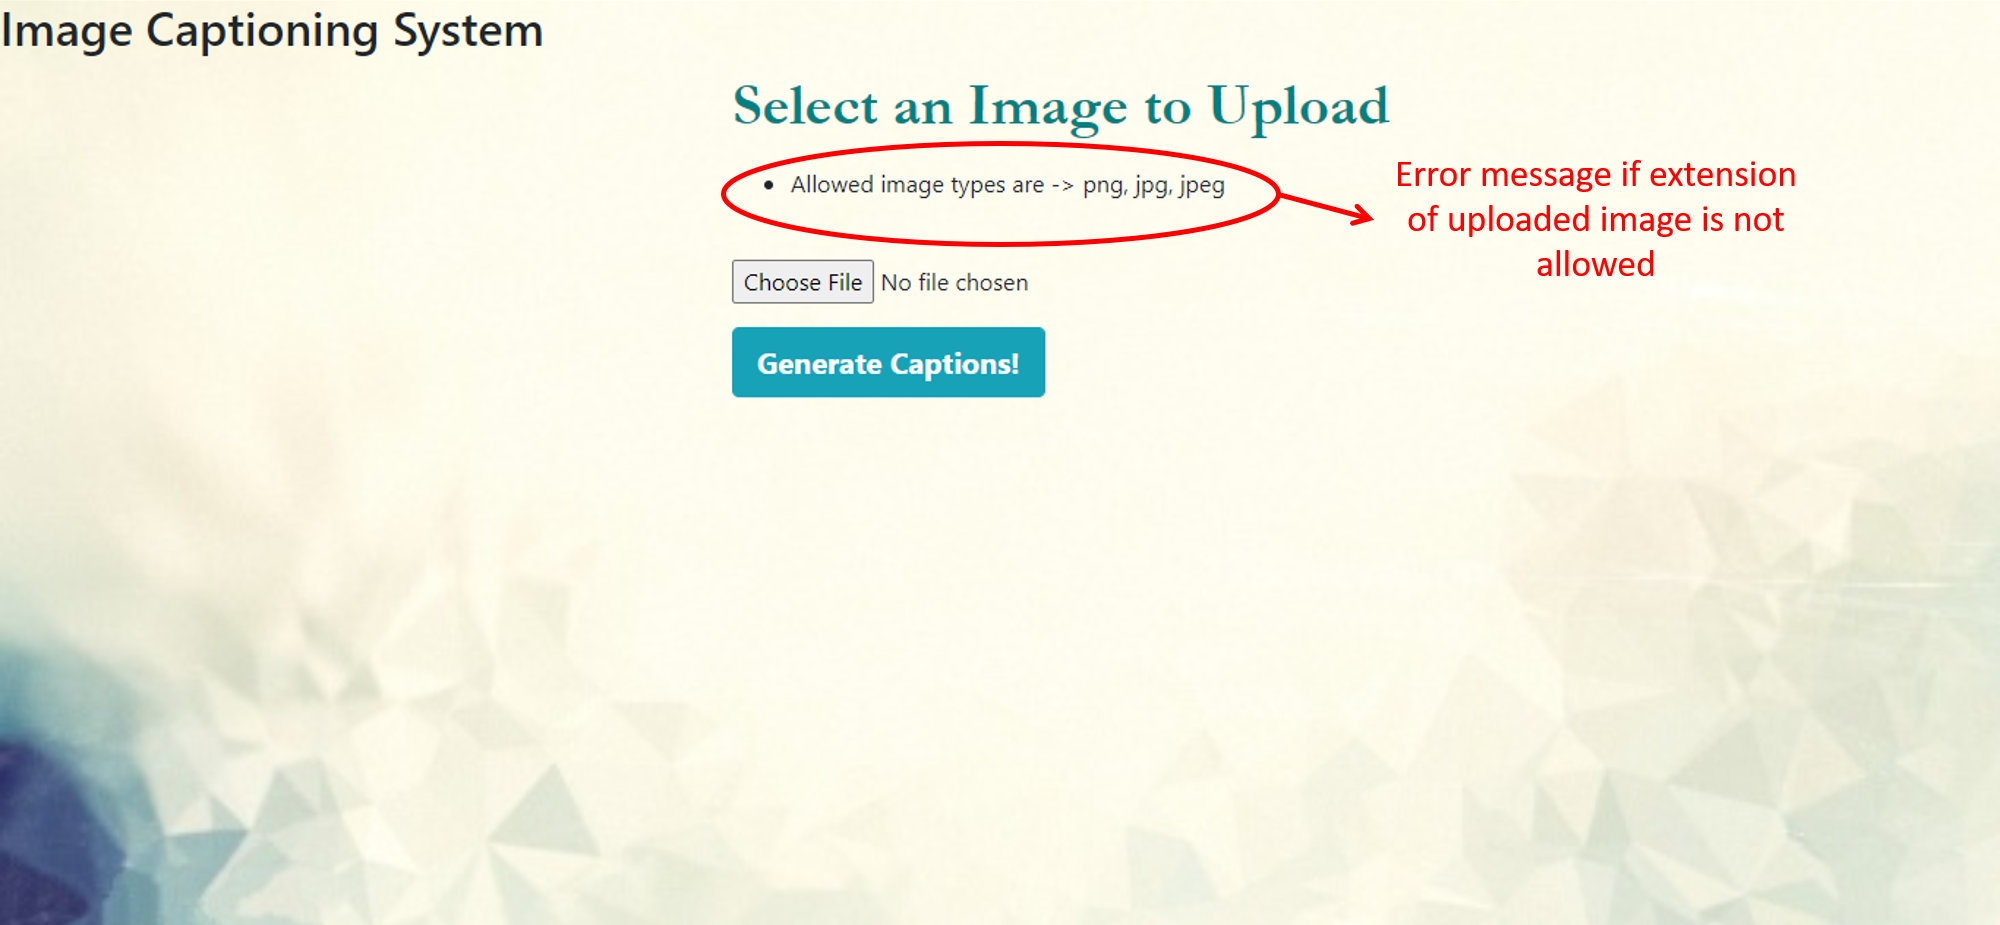 Image Captioning System
Select an Image to Upload
• Allowed image types are -> png, jpg, jpeg
Error message if extension
of uploaded image is not
allowed
Choose File No file chosen
Generate Captions!